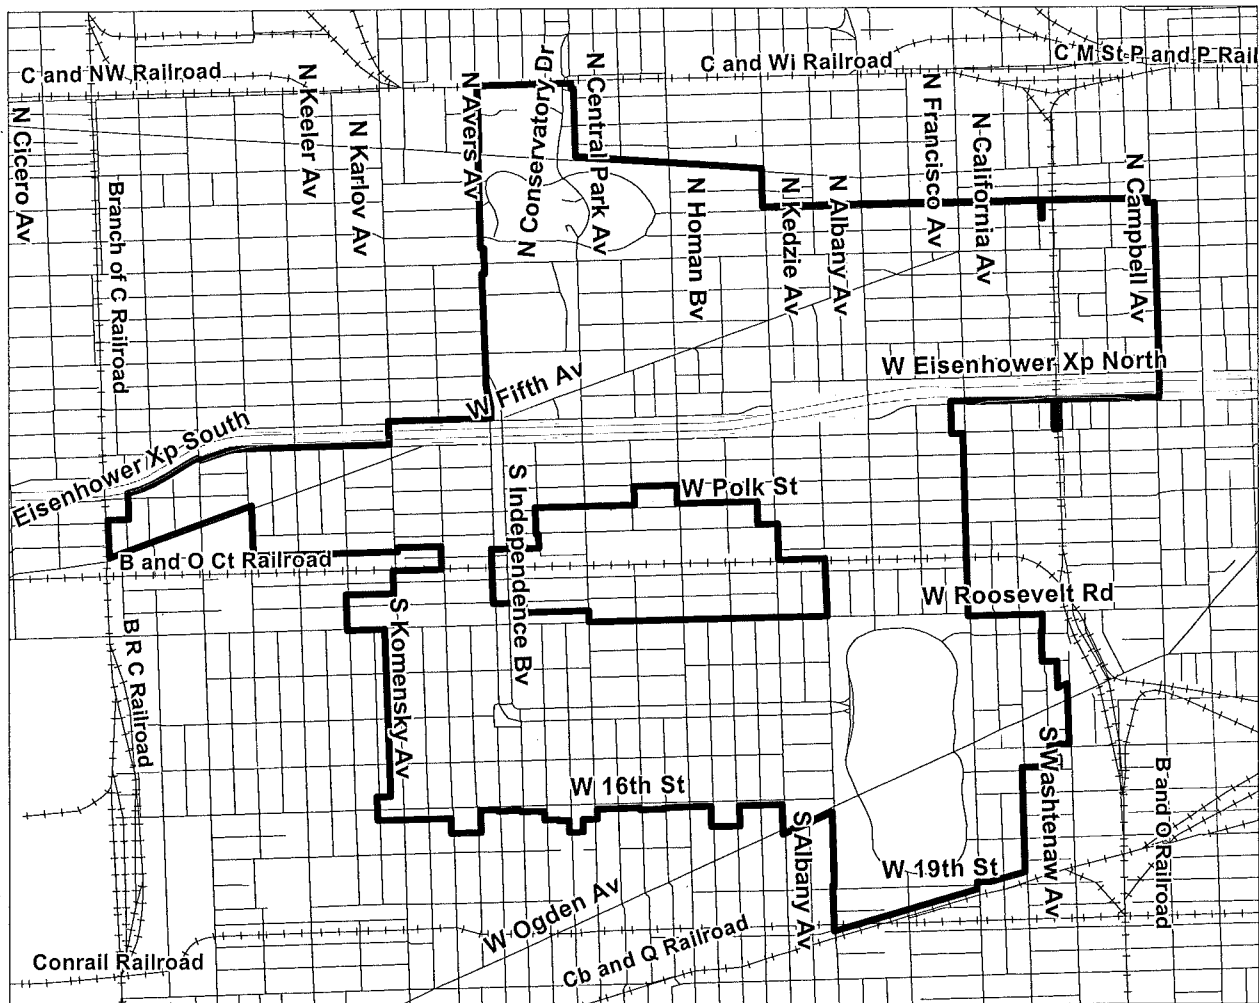 C and NW Railroad
C and Wi Railroad
C M St P and P Rail
N Cicero Av
N Keeler Av
N Karlov Av
N Avers Av
N Conservatory Dr
N Central Park Av
N Homan Bv
N Kedzie Av
N Albany Av
N Francisco Av
N California Av
N Campbell Av
Branch of C Railroad
W Eisenhower Xp North
W Fifth Av
Eisenhower Xp South
W Polk St
S Independence Bv
B and O Ct Railroad
W Roosevelt Rd
B R C Railroad
S Komensky Av
W 16th St
S Washtenaw Av
B and O Railroad
S Albany Av
W 19th St
W Ogden Av
Cb and Q Railroad
Conrail Railroad